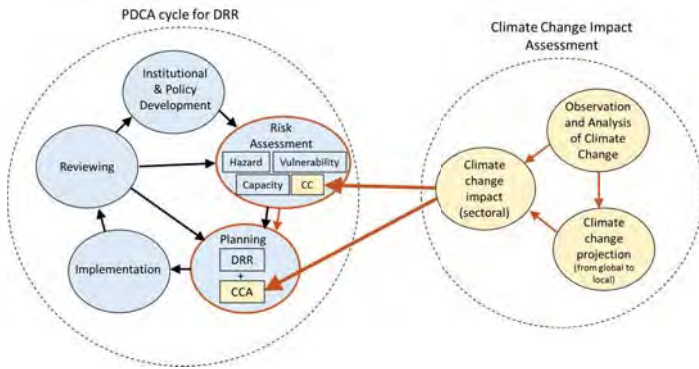 PDCA cycle for DRR
Climate Change Impact
Assessment
Institutional
& Policy
Development
Risk
Assessment
Hazard
Vulnerability
Capacity
CC
Reviewing
Planning
DRR
+
CCA
Implementation
Observation
and Analysis
of Climate
Change
Climate
change
impact
(sectoral)
Climate
change
projection
(from global to
local)